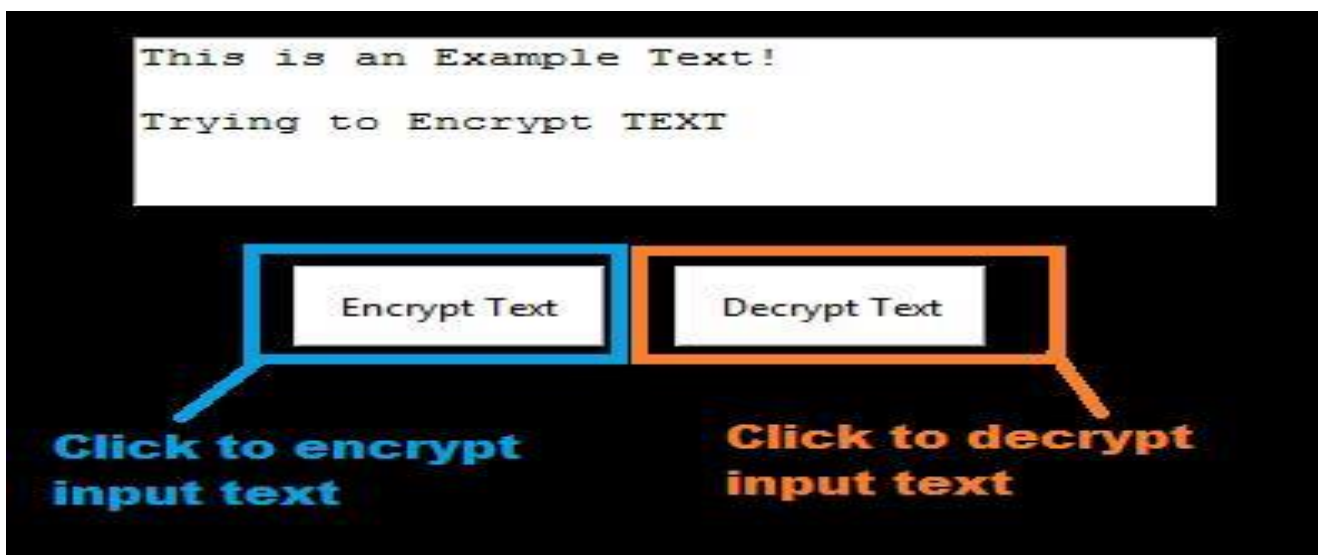 This is an Example Text!
Trying to Encrypt TEXT
Encrypt Text
Decrypt Text
Click to encrypt
input text
Click to decrypt
input text